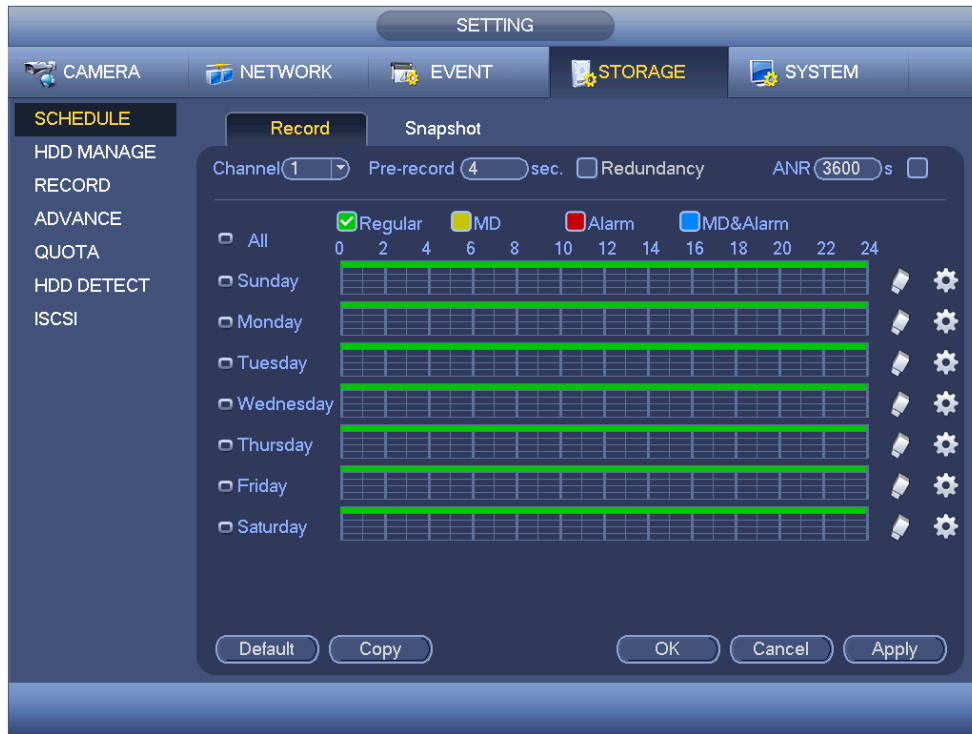 SETTING
CAMERA NETWORK EVENT STORAGE SYSTEM
SCHEDULE
HDD MANAGE
RECORD
ADVANCE
QUOTA
HDD DETECT
ISCSI
Record Snapshot
Channel 1 Pre-record 4 sec. Redundancy ANR 3600 s
All Regular MD Alarm MD&Alarm
0 2 4 6 8 10 12 14 16 18 20 22 24
Sunday
Monday
Tuesday
Wednesday
Thursday
Friday
Saturday
Default Copy OK Cancel Apply